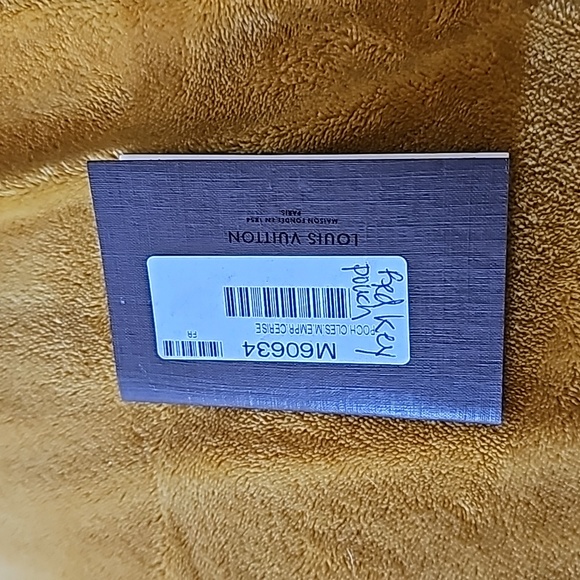 LOUIS VUITTON
MAISON FONDÉE EN 1854
PARIS
Red key
pouch
POCH.CLES M.EMPR.CERISE
M60634
FR